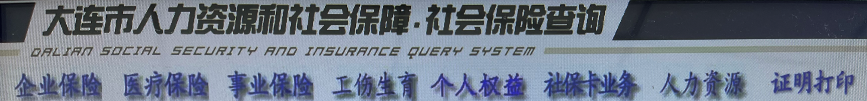 大连市人力资源和社会保障·社会保险查询
DALIAN SOCIAL SECURITY AND INSURANCE QUERY SYSTEM
企业保险 医疗保险 事业保险 工伤生育 个人权益 社保卡业务 人力资源 证明打印